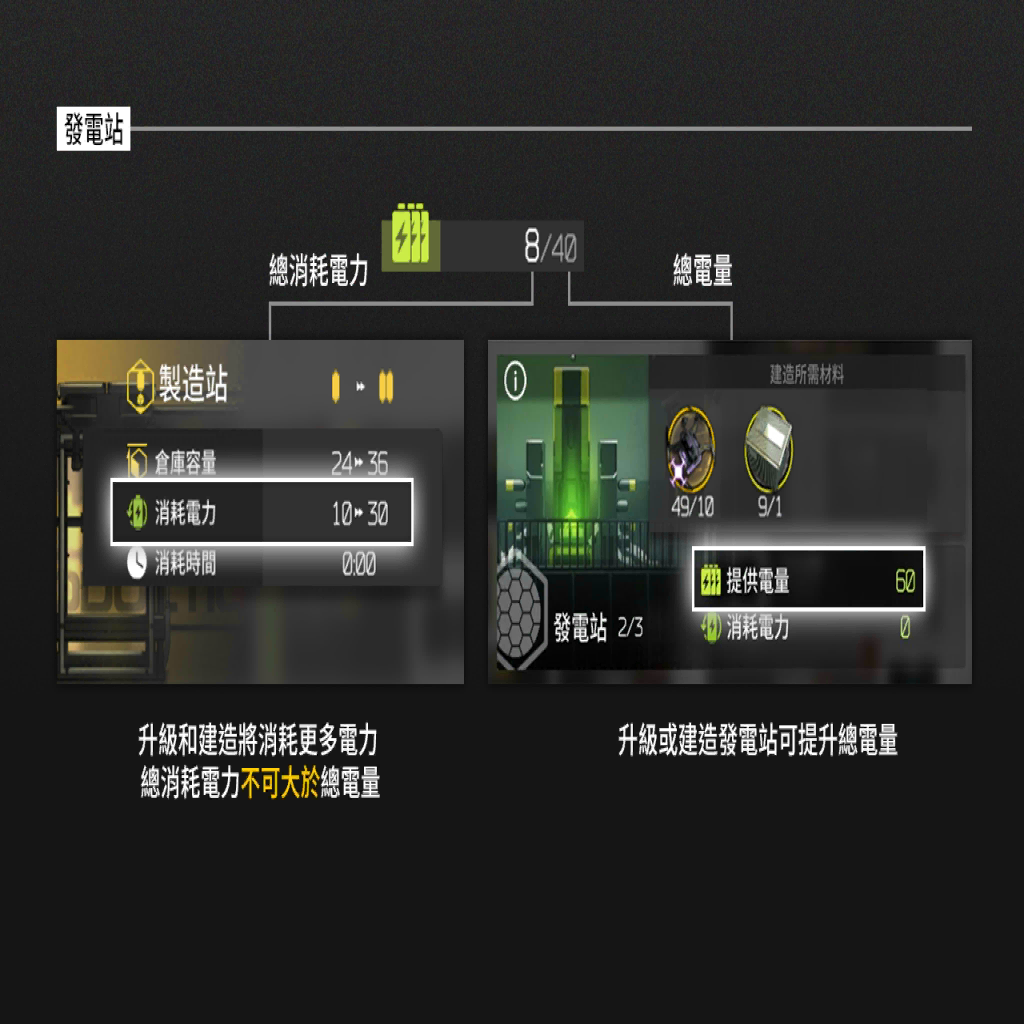 發電站
8/40
總消耗電力
總電量
製造站
倉庫容量 24 36
消耗電力 10 30
消耗時間 0:00
建造所需材料
49/10 9/1
提供電量 60
發電站 2/3
消耗電力 0
升級和建造將消耗更多電力
總消耗電力不可大於總電量
升級或建造發電站可提升總電量